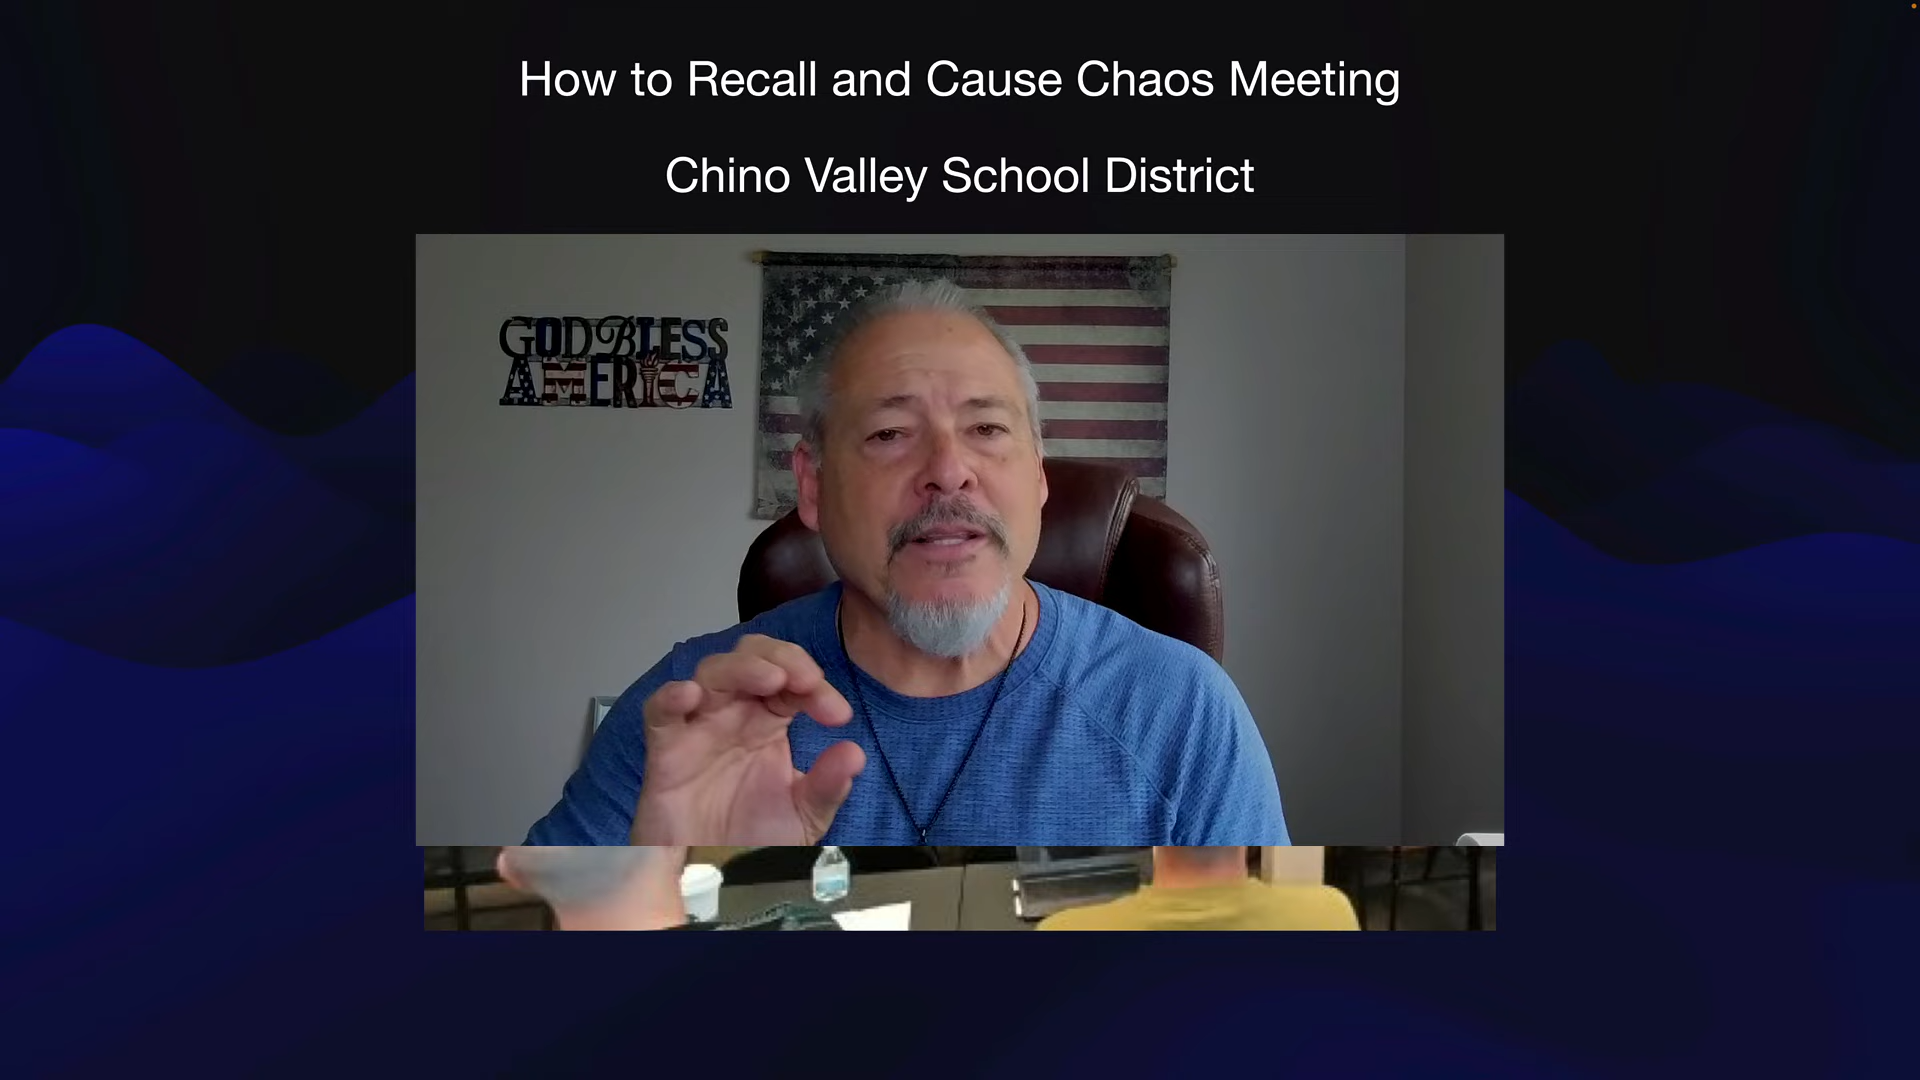 How to Recall and Cause Chaos Meeting
Chino Valley School District
GOD BLESS
AMERICA